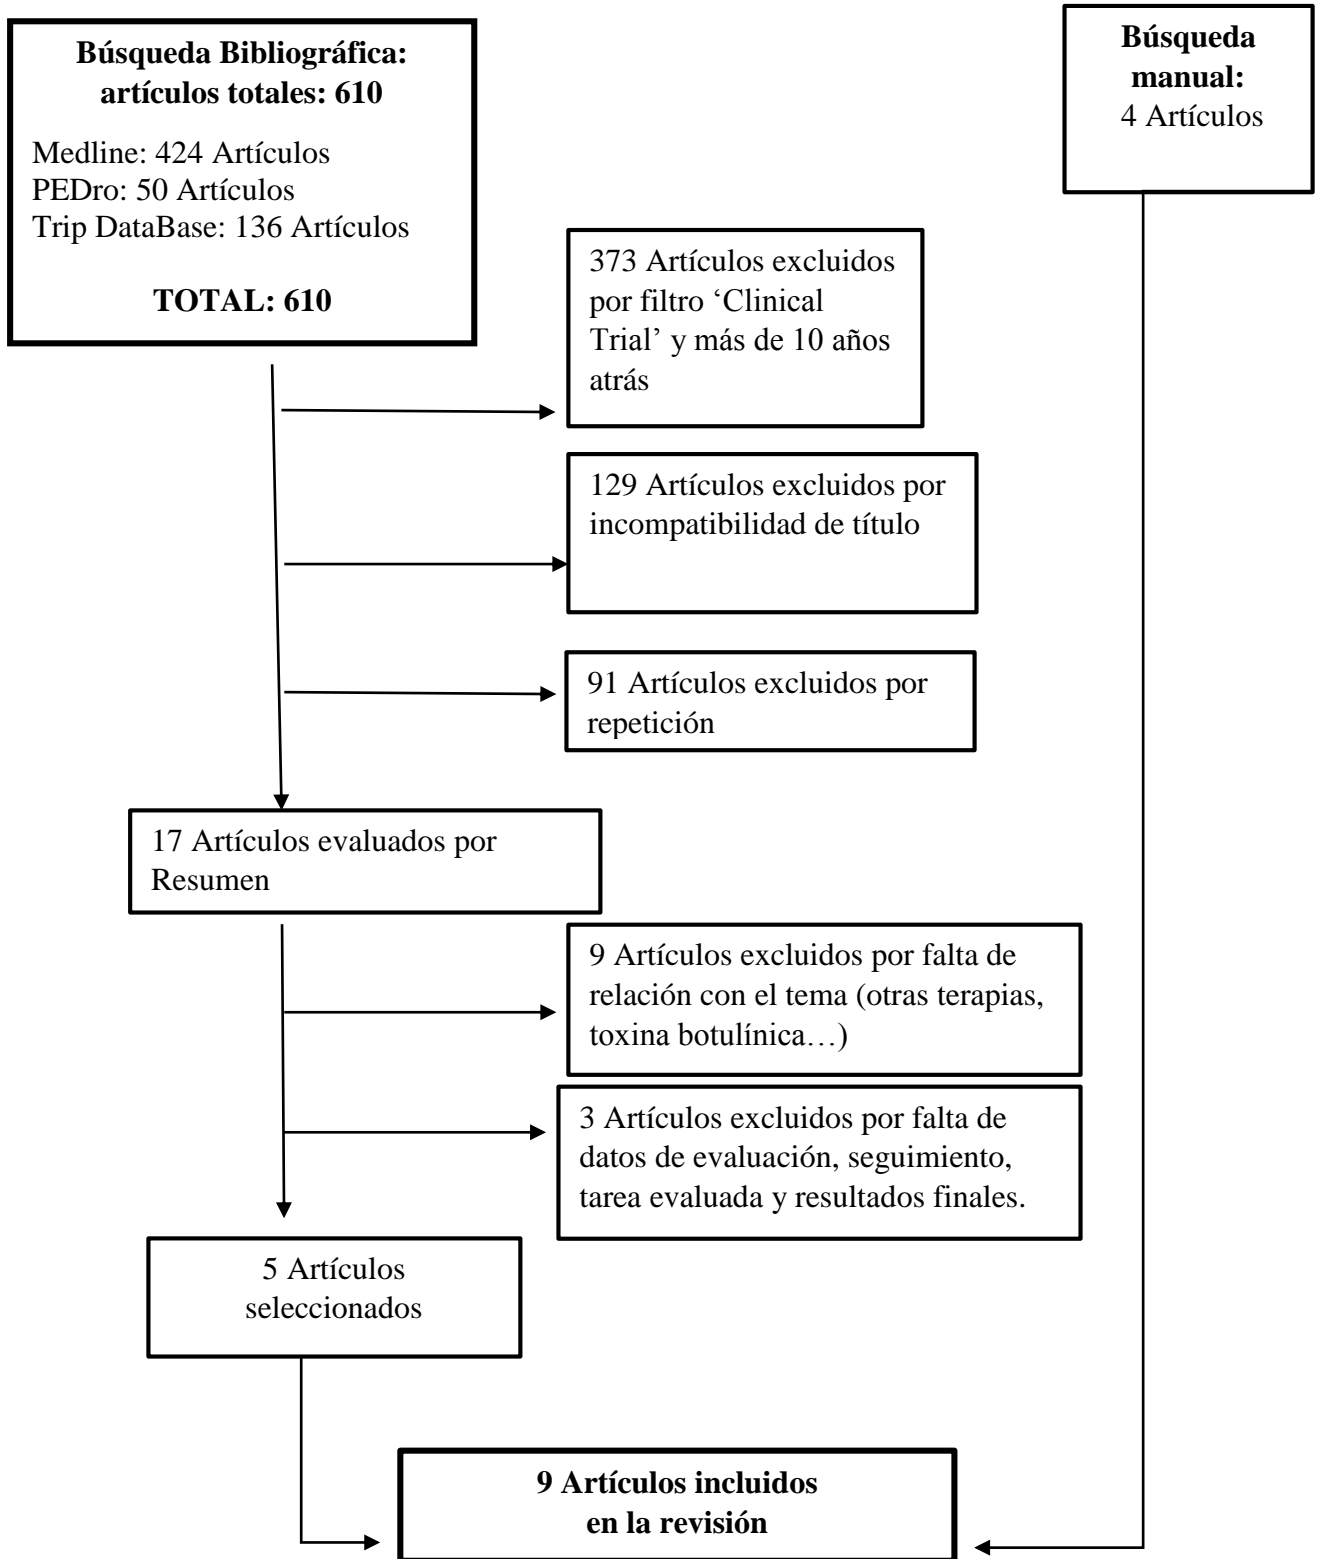 Búsqueda Bibliográfica:
artículos totales: 610
Medline: 424 Artículos
PEDro: 50 Artículos
Trip DataBase: 136 Artículos
TOTAL: 610
Búsqueda
manual:
4 Artículos
373 Artículos excluidos
por filtro ‘Clinical
Trial’ y más de 10 años
atrás
129 Artículos excluidos por
incompatibilidad de título
91 Artículos excluidos por
repetición
17 Artículos evaluados por
Resumen
9 Artículos excluidos por falta de
relación con el tema (otras terapias,
toxina botulínica…)
3 Artículos excluidos por falta de
datos de evaluación, seguimiento,
tarea evaluada y resultados finales.
5 Artículos
seleccionados
9 Artículos incluidos
en la revisión